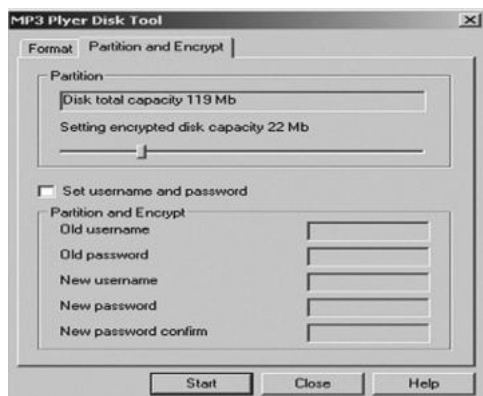 MP3 Plyer Disk Tool
Format Partition and Encrypt
Partition
Disk total capacity 119 Mb
Setting encrypted disk capacity 22 Mb
Set username and password
Partition and Encrypt
Old username
Old password
New username
New password
New password confirm
Start Close Help